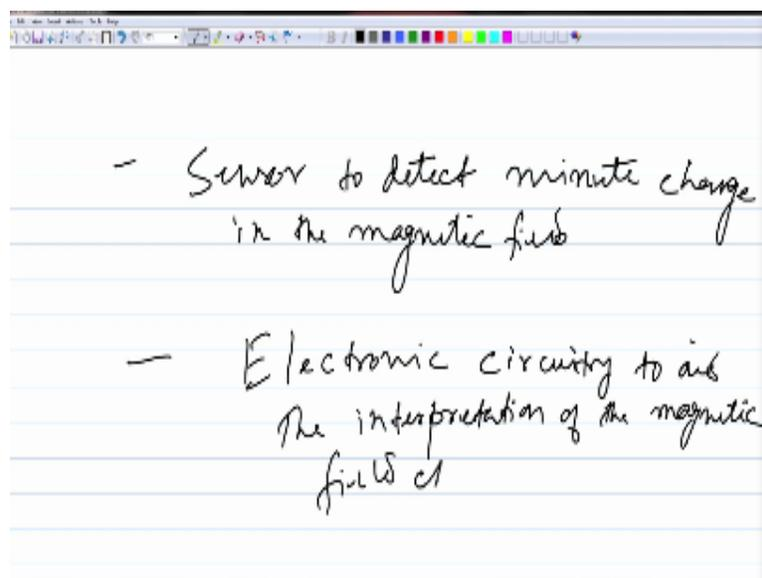 - Sensor to detect minute change
in the magnetic field
- Electronic circuitry to aid
the interpretation of the magnetic
field ch